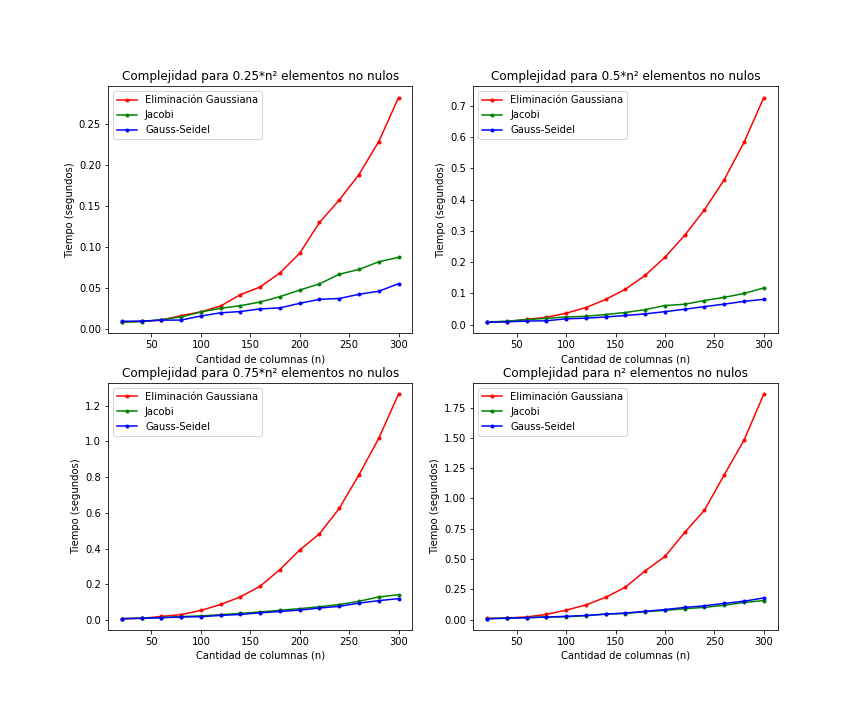 Complejidad para 0.25*n² elementos no nulos
Eliminación Gaussiana
Jacobi
Gauss-Seidel
Tiempo (segundos)
0.25
0.20
0.15
0.10
0.05
0.00
50 100 150 200 250 300
Cantidad de columnas (n)
Complejidad para 0.5*n² elementos no nulos
Eliminación Gaussiana
Jacobi
Gauss-Seidel
Tiempo (segundos)
0.7
0.6
0.5
0.4
0.3
0.2
0.1
0.0
50 100 150 200 250 300
Cantidad de columnas (n)
Complejidad para 0.75*n² elementos no nulos
Eliminación Gaussiana
Jacobi
Gauss-Seidel
Tiempo (segundos)
1.2
1.0
0.8
0.6
0.4
0.2
0.0
50 100 150 200 250 300
Cantidad de columnas (n)
Complejidad para n² elementos no nulos
Eliminación Gaussiana
Jacobi
Gauss-Seidel
Tiempo (segundos)
1.75
1.50
1.25
1.00
0.75
0.50
0.25
0.00
50 100 150 200 250 300
Cantidad de columnas (n)